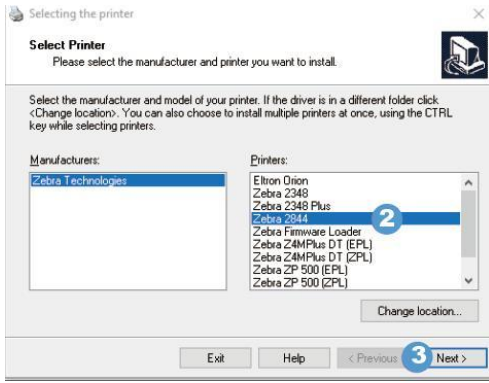 Selecting the printer
Select Printer
Please select the manufacturer and printer you want to install.
Select the manufacturer and model of your printer. If the driver is in a different folder click
<Change location>. You can also choose to install multiple printers at once, using the CTRL
key while selecting printers.
Manufacturers:
Zebra Technologies
Printers:
Eltron Orion
Zebra 2348
Zebra 2348 Plus
Zebra 2844
2
Zebra Firmware Loader
Zebra Z4MPlus DT (EPL)
Zebra Z4MPlus DT (ZPL)
Zebra ZP 500 (EPL)
Zebra ZP 500 (ZPL)
Change location...
Exit
Help
< Previous
3
Next >